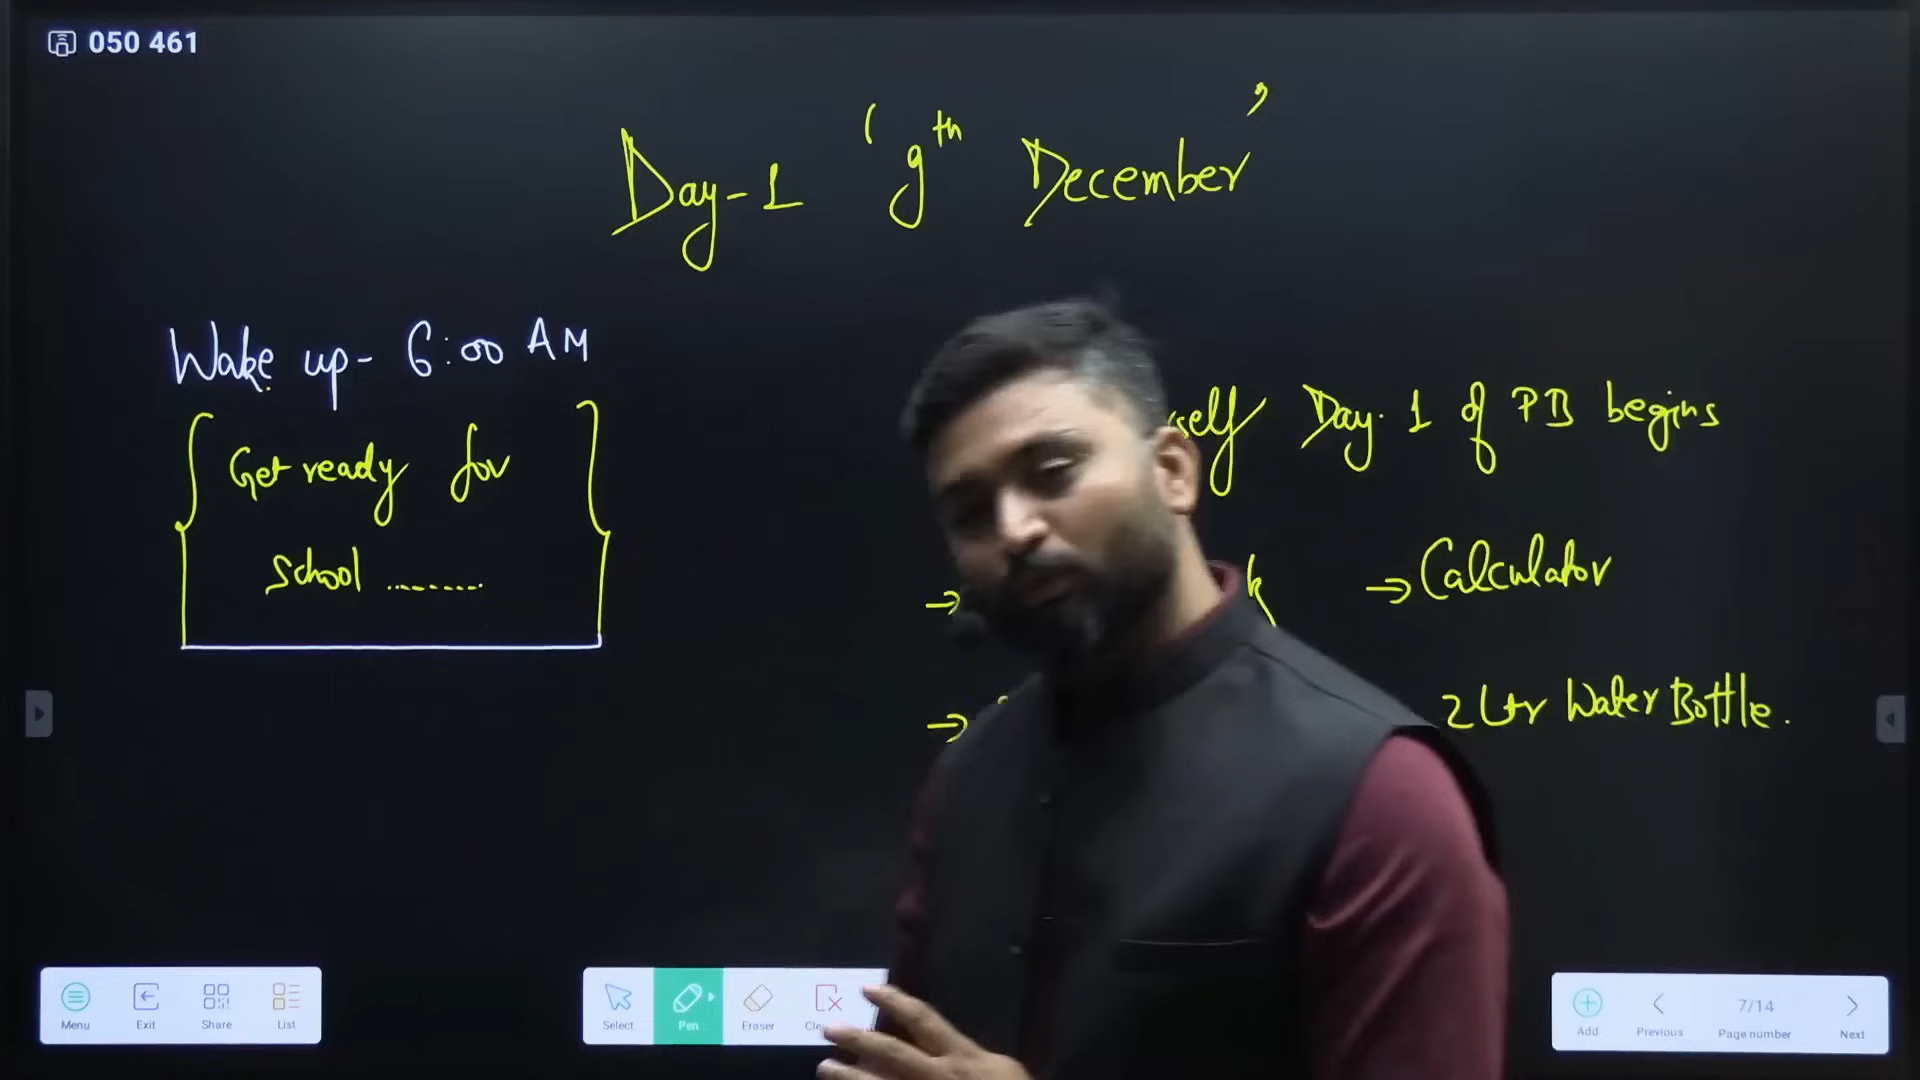 050 461
Day-1 ‘9th December’
Wake up- 6:00 AM
Get ready for
school ........
self Day-1 of PB begins
→
→ Calculator
→
2 Ltr Water Bottle.
Menu Exit Share List
Select Pen Eraser
Add Previous 7/14 Page number Next